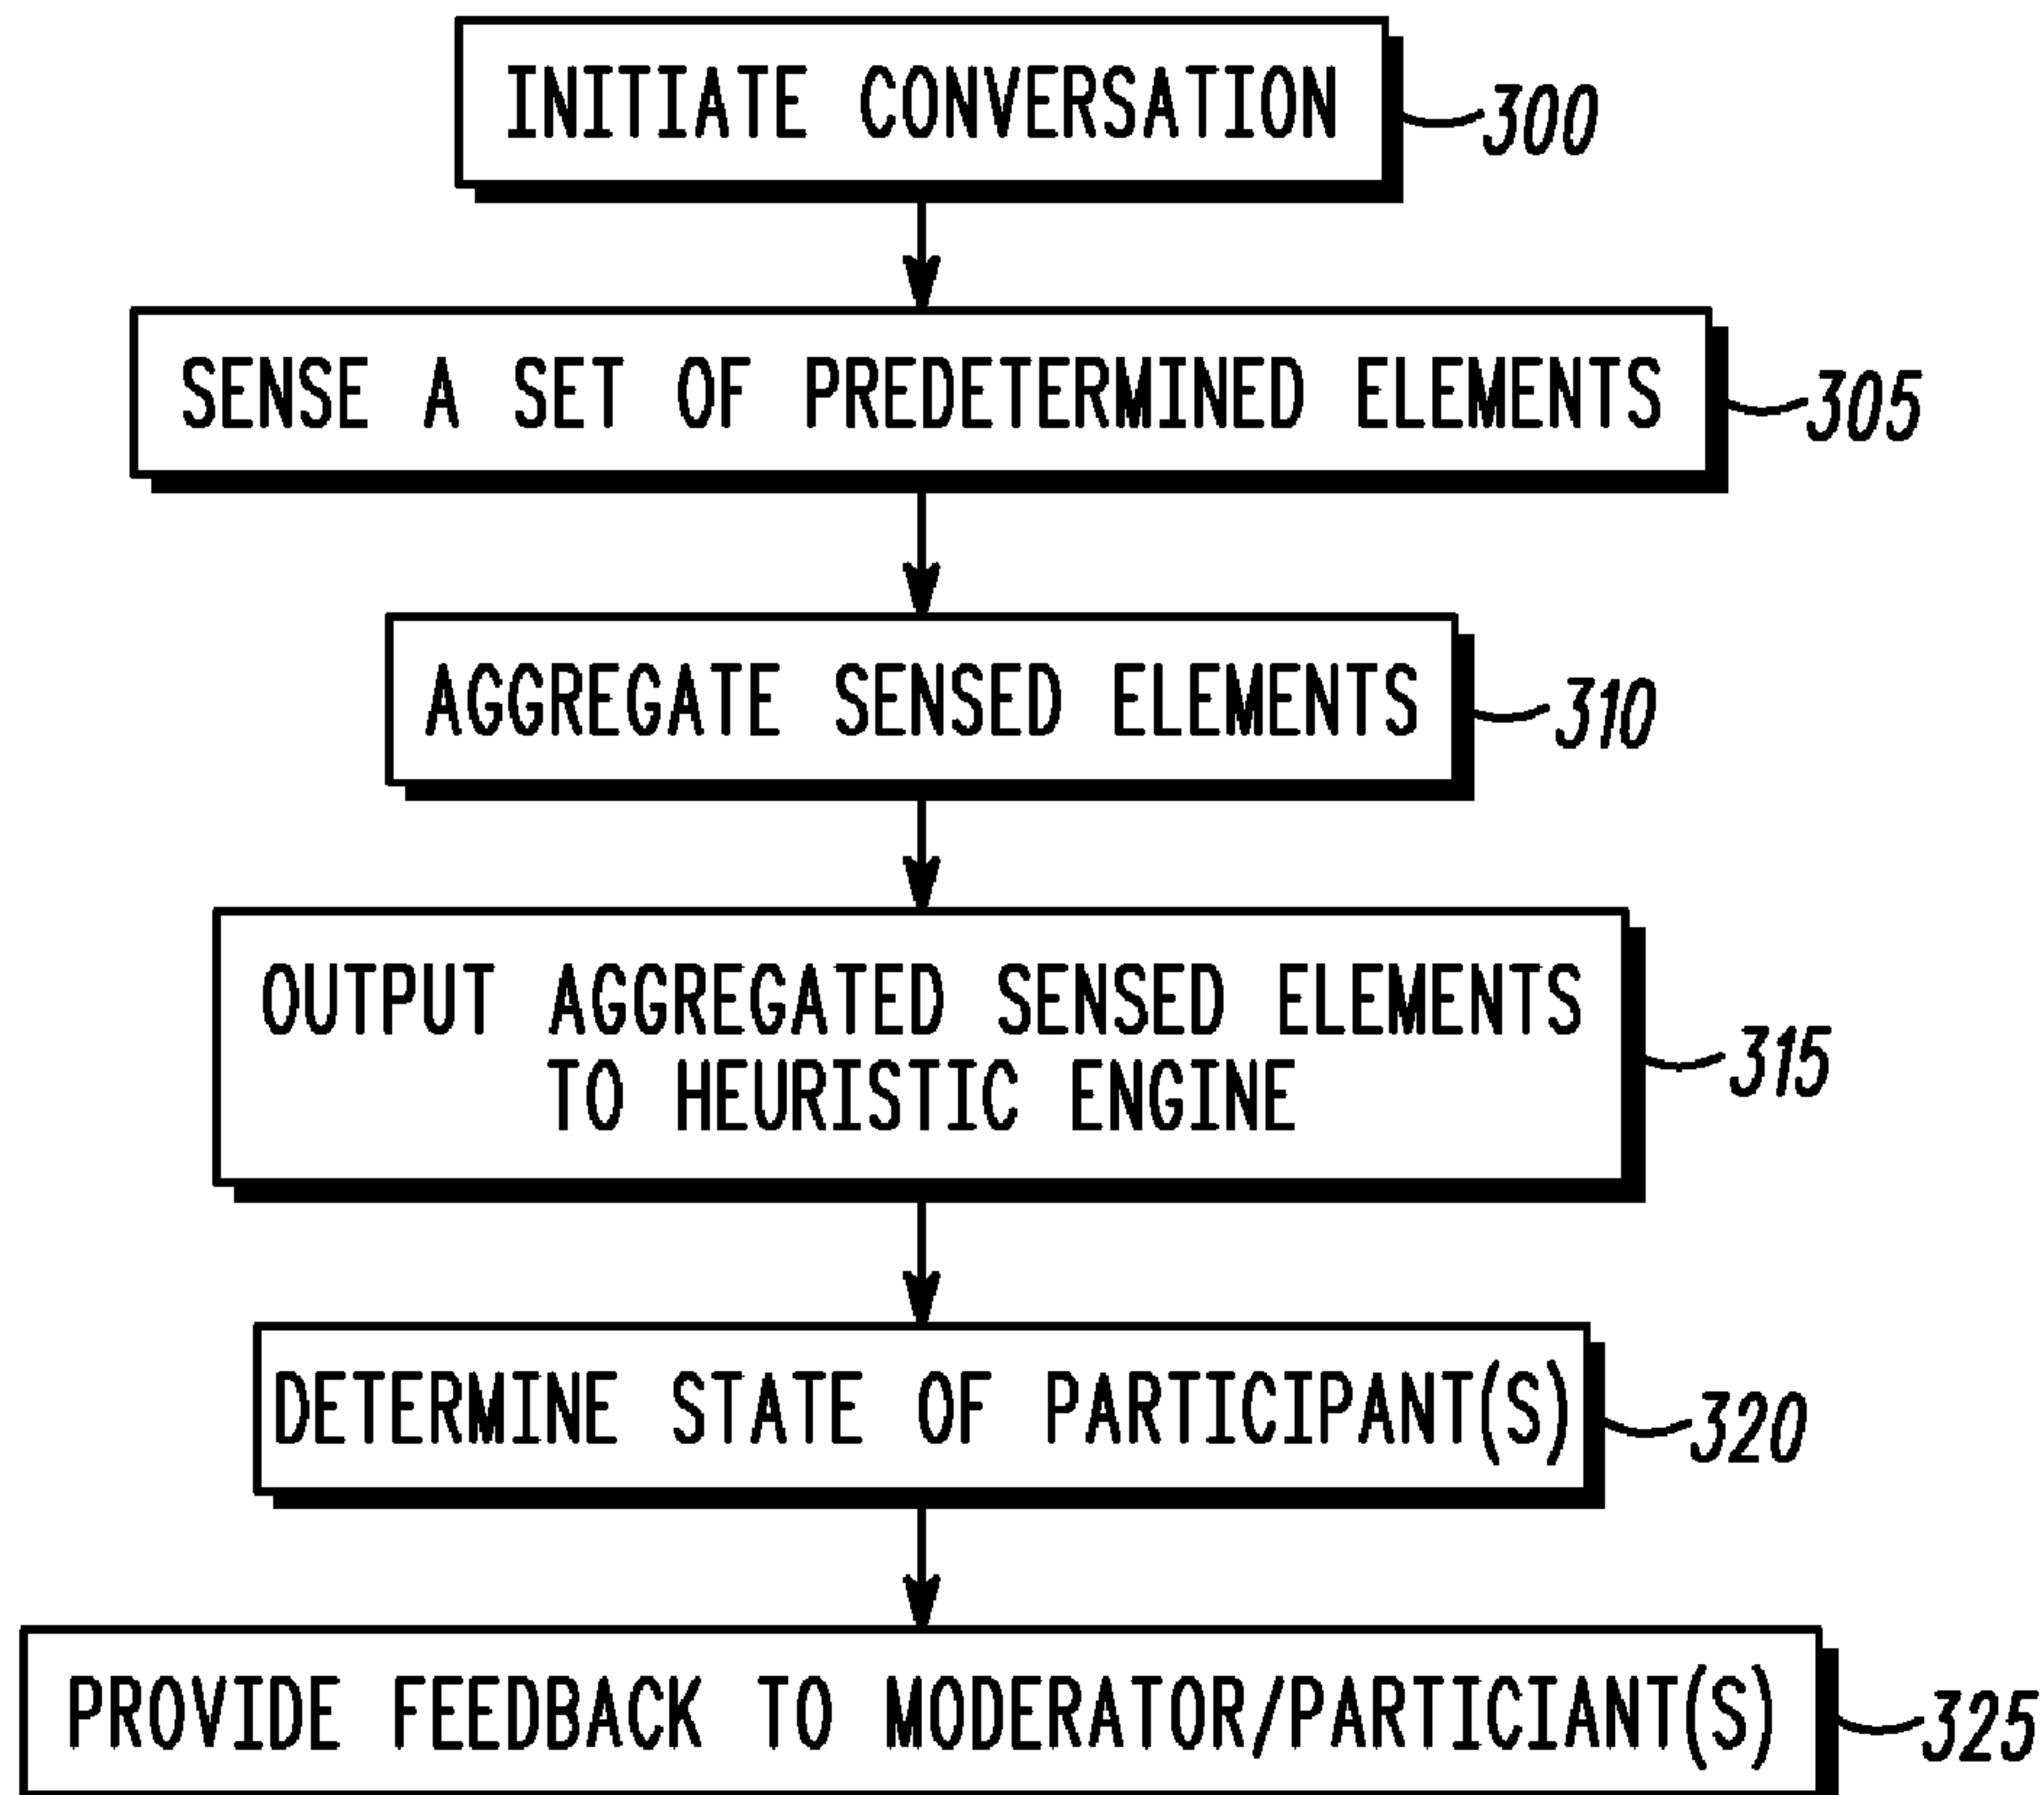 INITIATE CONVERSATION
300
SENSE A SET OF PREDETERMINED ELEMENTS
305
AGGREGATE SENSED ELEMENTS
310
OUTPUT AGGREGATED SENSED ELEMENTS
TO HEURISTIC ENGINE
315
DETERMINE STATE OF PARTICIPANT(S)
320
PROVIDE FEEDBACK TO MODERATOR/PARTICIANT(S)
325